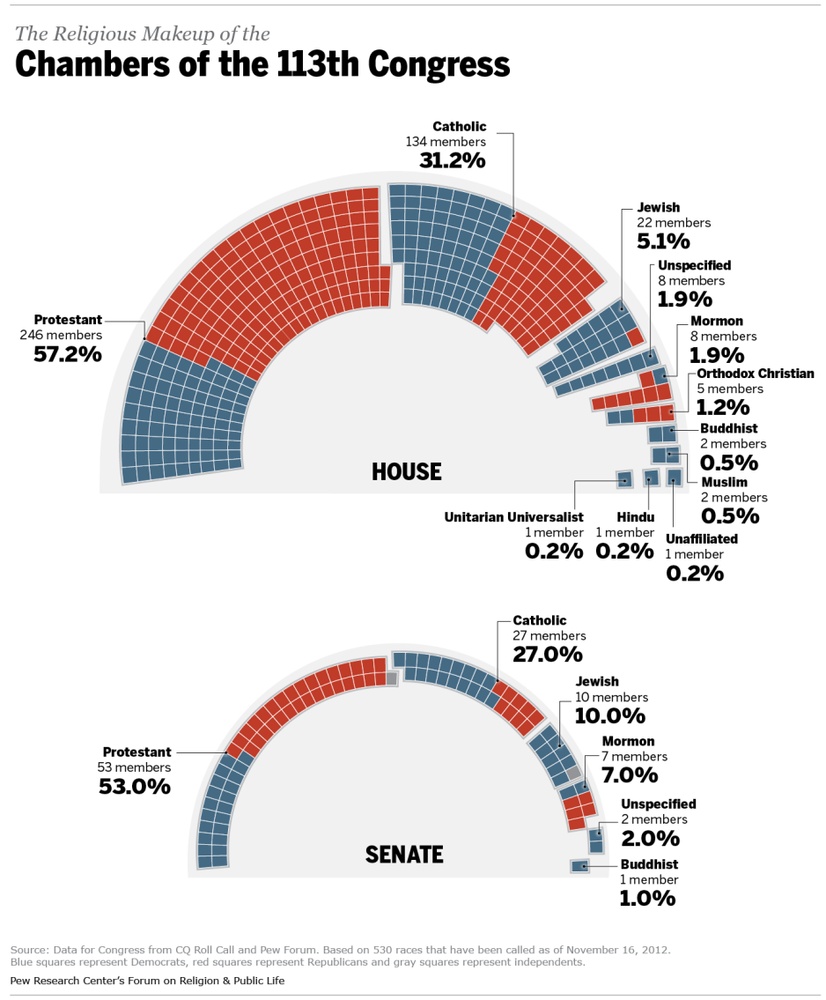 The Religious Makeup of the
Chambers of the 113th Congress
Catholic
134 members
31.2%
Jewish
22 members
5.1%
Unspecified
8 members
1.9%
Protestant
246 members
57.2%
Mormon
8 members
1.9%
Orthodox Christian
5 members
1.2%
Buddhist
2 members
0.5%
HOUSE
Muslim
2 members
0.5%
Unitarian Universalist
1 member
0.2%
Hindu
1 member
0.2%
Unaffiliated
1 member
0.2%
Catholic
27 members
27.0%
Jewish
10 members
10.0%
Protestant
53 members
53.0%
Mormon
7 members
7.0%
Unspecified
2 members
2.0%
SENATE
Buddhist
1 member
1.0%
Source: Data for Congress from CQ Roll Call and Pew Forum. Based on 530 races that have been called as of November 16, 2012.
Blue squares represent Democrats, red squares represent Republicans and gray squares represent independents.
Pew Research Center's Forum on Religion & Public Life